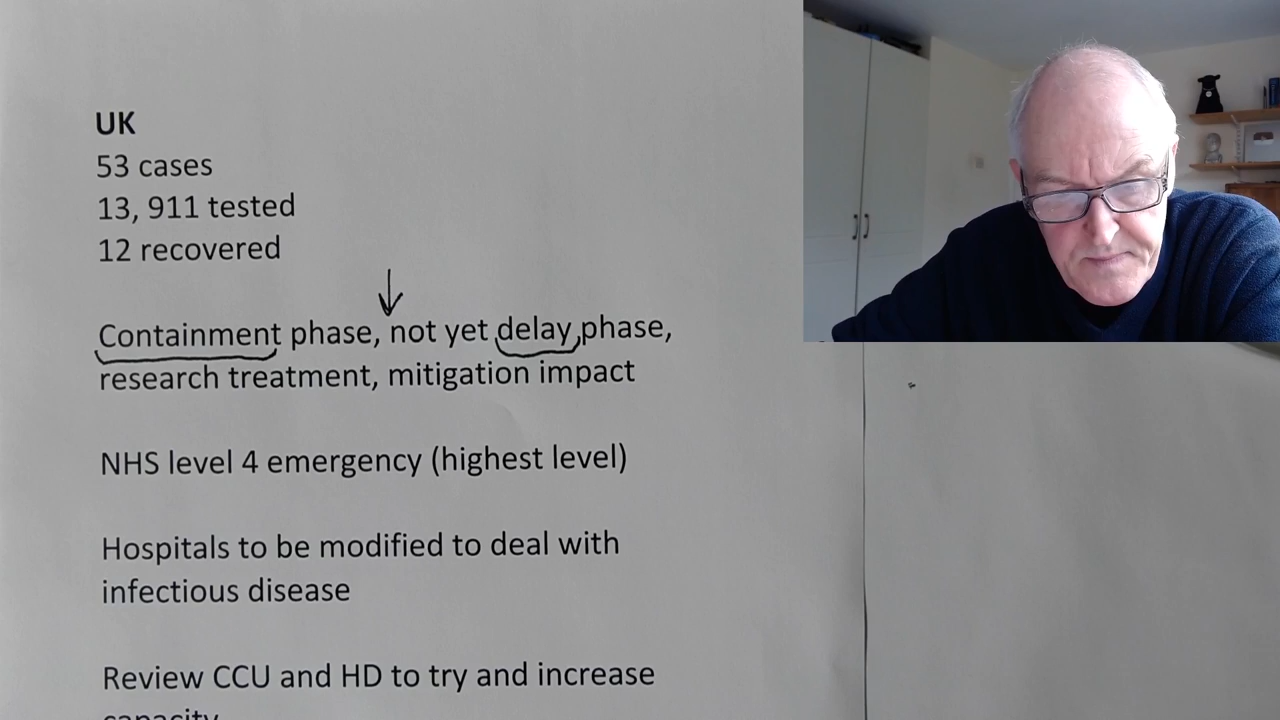 UK
53 cases
13, 911 tested
12 recovered
Containment phase, not yet delay phase,
research treatment, mitigation impact
NHS level 4 emergency (highest level)
Hospitals to be modified to deal with
infectious disease
Review CCU and HD to try and increase
capacity